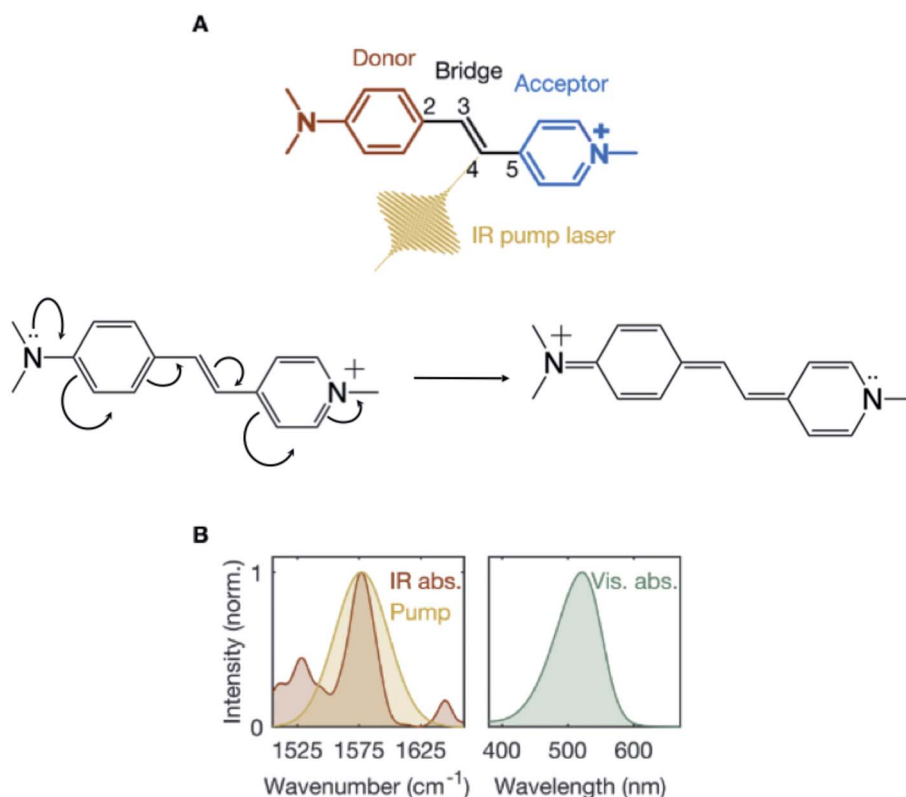 A
Donor
Bridge
Acceptor
N
2
3
4
5
N
+
IR pump laser
N
N
+
+
N
N
B
Intensity (norm.)
1
0
IR abs.
Pump
1525 1575 1625
Wavenumber (cm⁻¹)
Vis. abs.
400 500 600
Wavelength (nm)